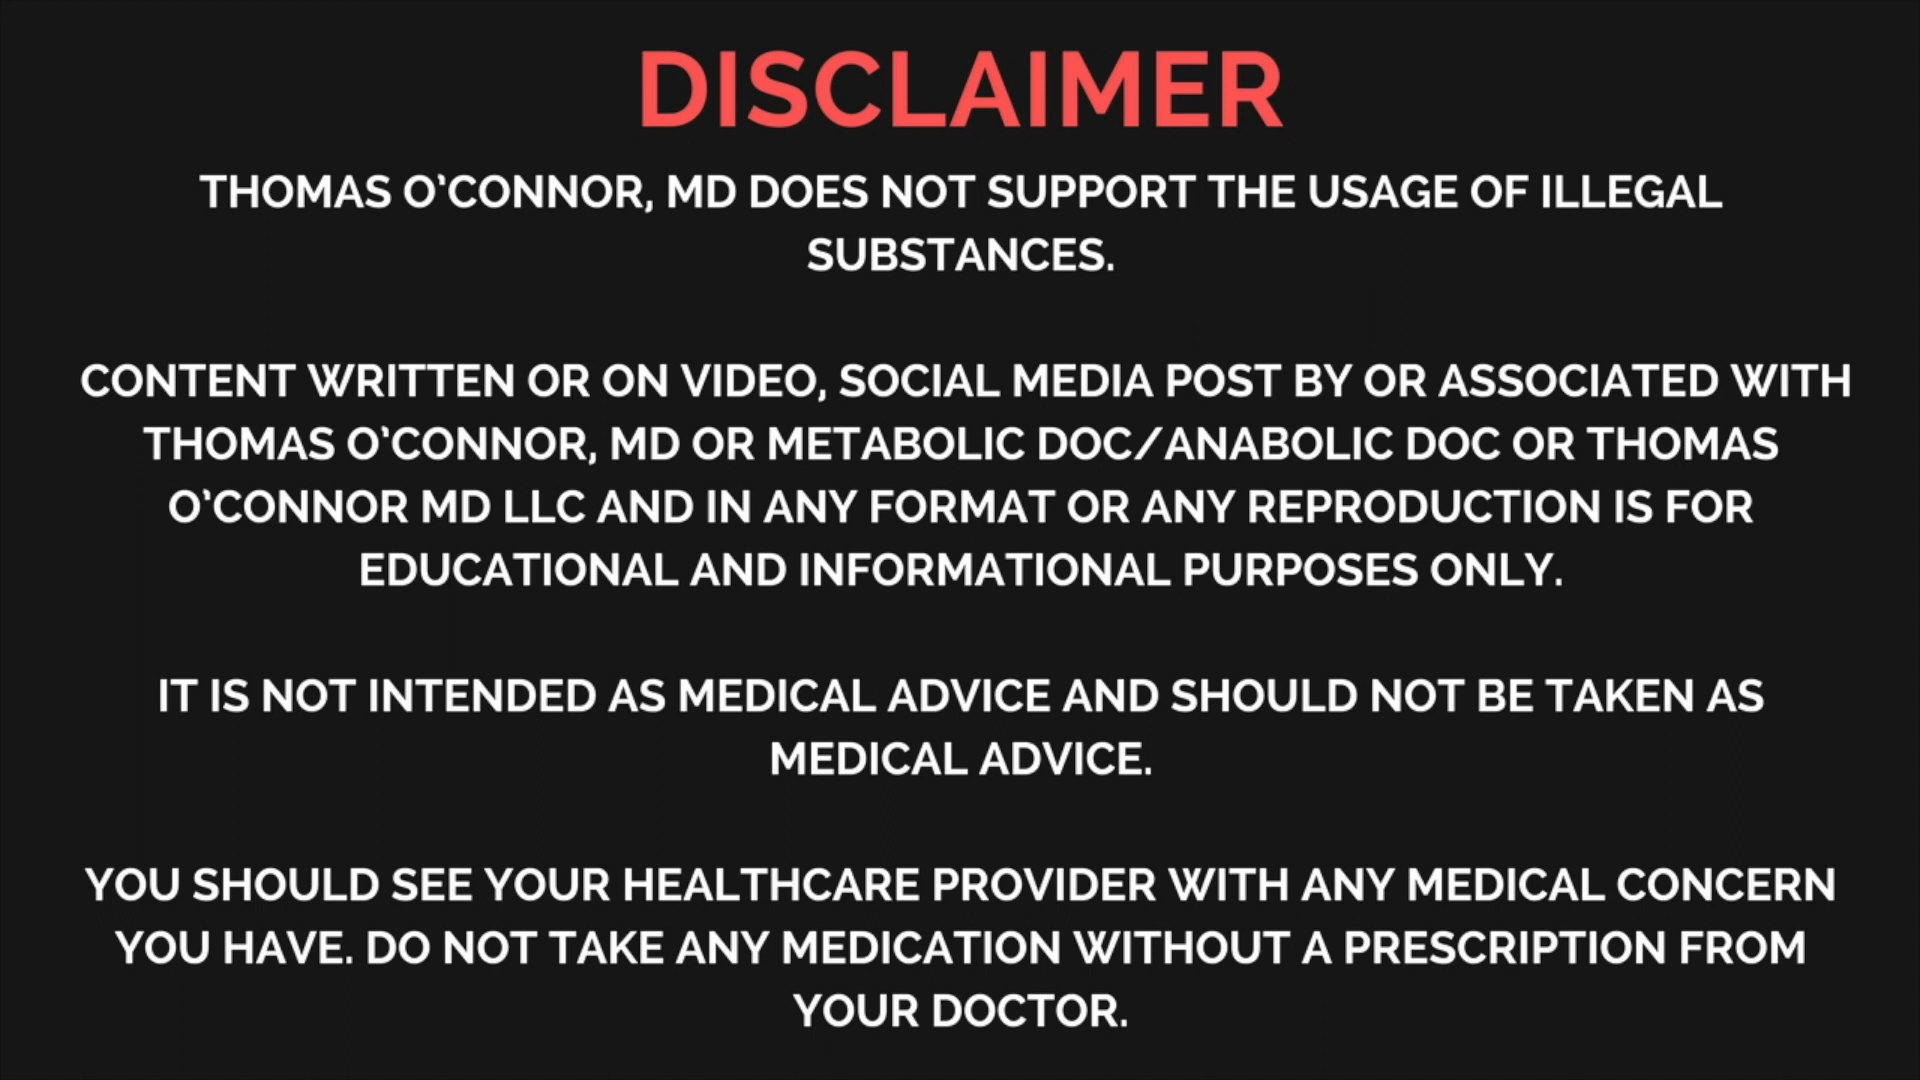 DISCLAIMER
THOMAS O'CONNOR, MD DOES NOT SUPPORT THE USAGE OF ILLEGAL
SUBSTANCES.
CONTENT WRITTEN OR ON VIDEO, SOCIAL MEDIA POST BY OR ASSOCIATED WITH
THOMAS O'CONNOR, MD OR METABOLIC DOC/ANABOLIC DOC OR THOMAS
O'CONNOR MD LLC AND IN ANY FORMAT OR ANY REPRODUCTION IS FOR
EDUCATIONAL AND INFORMATIONAL PURPOSES ONLY.
IT IS NOT INTENDED AS MEDICAL ADVICE AND SHOULD NOT BE TAKEN AS
MEDICAL ADVICE.
YOU SHOULD SEE YOUR HEALTHCARE PROVIDER WITH ANY MEDICAL CONCERN
YOU HAVE. DO NOT TAKE ANY MEDICATION WITHOUT A PRESCRIPTION FROM
YOUR DOCTOR.